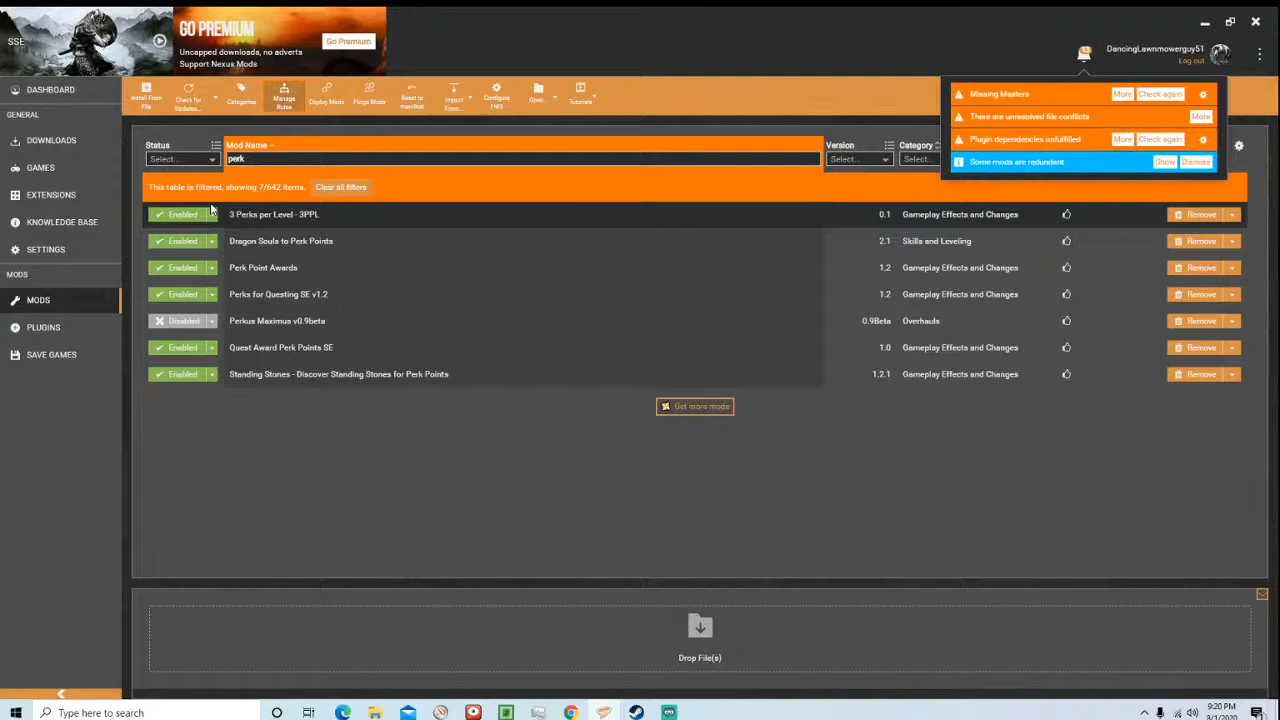 SSE
GO PREMIUM
Uncapped downloads, no adverts
Support Nexus Mods
Go Premium
DancingLawnmowerguy51
Log out
DASHBOARD
GENERAL
DOWNLOADS
GAMES
EXTENSIONS
KNOWLEDGE BASE
SETTINGS
MODS
MODS
PLUGINS
SAVE GAMES
Install From File
Check for Updates...
Categories
Manage Rules
Deploy Mods
Purge Mods
Reset to manifest
Import From...
Configure FNIS
Open...
Tutorials
Missing Masters More Check again
There are unresolved file conflicts More
Plugin dependencies unfulfilled More Check again
Some mods are redundant Show Dismiss
Status Mod Name Version Category
Select... perk Select... Select...
This table is filtered, showing 7/642 items. Clear all filters
Enabled 3 Perks per Level - 3PPL 0.1 Gameplay Effects and Changes Remove
Enabled Dragon Souls to Perk Points 2.1 Skills and Leveling Remove
Enabled Perk Point Awards 1.2 Gameplay Effects and Changes Remove
Enabled Perks for Questing SE v1.2 1.2 Gameplay Effects and Changes Remove
Disabled Perkus Maximus v0.9beta 0.9Beta Overhauls Remove
Enabled Quest Award Perk Points SE 1.0 Gameplay Effects and Changes Remove
Enabled Standing Stones - Discover Standing Stones for Perk Points 1.2.1 Gameplay Effects and Changes Remove
Get more mods
Drop File(s)
Type here to search
9:20 PM
8/1/2020